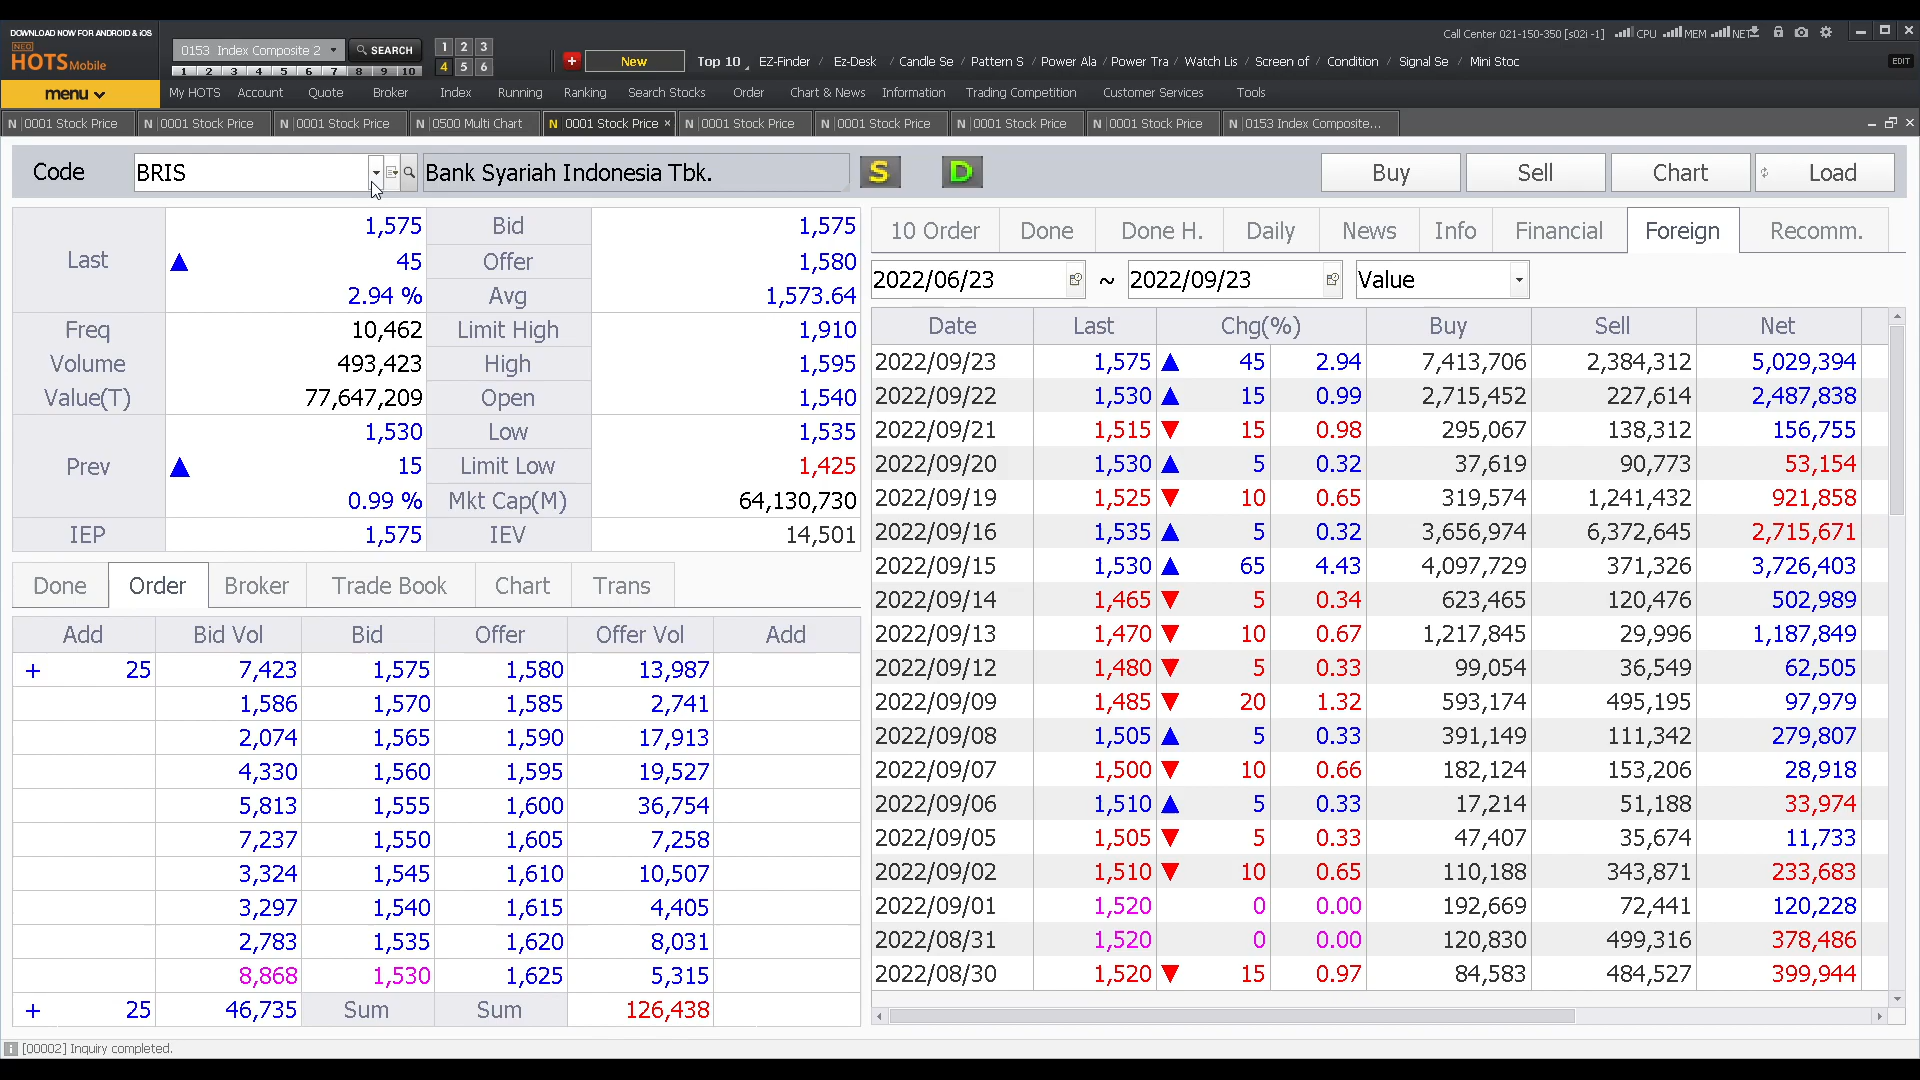 DOWNLOAD NOW FOR ANDROID & iOS
NEO
HOTS Mobile
0153 Index Composite 2 SEARCH 1 2 3
1 2 3 4 5 6 7 8 9 10 4 5 6
New Top 10 EZ-Finder / Ez-Desk / Candle Se / Pattern S / Power Ala / Power Tra / Watch Lis / Screen of / Condition / Signal Se / Mini Stoc
Call Center 021-150-350 [s02i -1] CPU MEM NET
EDIT
menu My HOTS Account Quote Broker Index Running Ranking Search Stocks Order Chart & News Information Trading Competition Customer Services Tools
N 0001 Stock Price N 0001 Stock Price N 0001 Stock Price N 0500 Multi Chart N 0001 Stock Price × N 0001 Stock Price N 0001 Stock Price N 0001 Stock Price N 0001 Stock Price N 0153 Index Composite...
Code BRIS Bank Syariah Indonesia Tbk. S D Buy Sell Chart Load
Last 1,575 Bid 1,575
▲ 45 Offer 1,580
2.94 % Avg 1,573.64
Freq 10,462 Limit High 1,910
Volume 493,423 High 1,595
Value(T) 77,647,209 Open 1,540
Prev 1,530 Low 1,535
▲ 15 Limit Low 1,425
0.99 % Mkt Cap(M) 64,130,730
IEP 1,575 IEV 14,501
Done Order Broker Trade Book Chart Trans
Add Bid Vol Bid Offer Offer Vol Add
+ 25 7,423 1,575 1,580 13,987
1,586 1,570 1,585 2,741
2,074 1,565 1,590 17,913
4,330 1,560 1,595 19,527
5,813 1,555 1,600 36,754
7,237 1,550 1,605 7,258
3,324 1,545 1,610 10,507
3,297 1,540 1,615 4,405
2,783 1,535 1,620 8,031
8,868 1,530 1,625 5,315
+ 25 46,735 Sum Sum 126,438
10 Order Done Done H. Daily News Info Financial Foreign Recomm.
2022/06/23 ~ 2022/09/23 Value
Date Last Chg(%) Buy Sell Net
2022/09/23 1,575 ▲ 45 2.94 7,413,706 2,384,312 5,029,394
2022/09/22 1,530 ▲ 15 0.99 2,715,452 227,614 2,487,838
2022/09/21 1,515 ▼ 15 0.98 295,067 138,312 156,755
2022/09/20 1,530 ▲ 5 0.32 37,619 90,773 53,154
2022/09/19 1,525 ▼ 10 0.65 319,574 1,241,432 921,858
2022/09/16 1,535 ▲ 5 0.32 3,656,974 6,372,645 2,715,671
2022/09/15 1,530 ▲ 65 4.43 4,097,729 371,326 3,726,403
2022/09/14 1,465 ▼ 5 0.34 623,465 120,476 502,989
2022/09/13 1,470 ▼ 10 0.67 1,217,845 29,996 1,187,849
2022/09/12 1,480 ▼ 5 0.33 99,054 36,549 62,505
2022/09/09 1,485 ▼ 20 1.32 593,174 495,195 97,979
2022/09/08 1,505 ▲ 5 0.33 391,149 111,342 279,807
2022/09/07 1,500 ▼ 10 0.66 182,124 153,206 28,918
2022/09/06 1,510 ▲ 5 0.33 17,214 51,188 33,974
2022/09/05 1,505 ▼ 5 0.33 47,407 35,674 11,733
2022/09/02 1,510 ▼ 10 0.65 110,188 343,871 233,683
2022/09/01 1,520 0 0.00 192,669 72,441 120,228
2022/08/31 1,520 0 0.00 120,830 499,316 378,486
2022/08/30 1,520 ▼ 15 0.97 84,583 484,527 399,944
[00002] Inquiry completed.